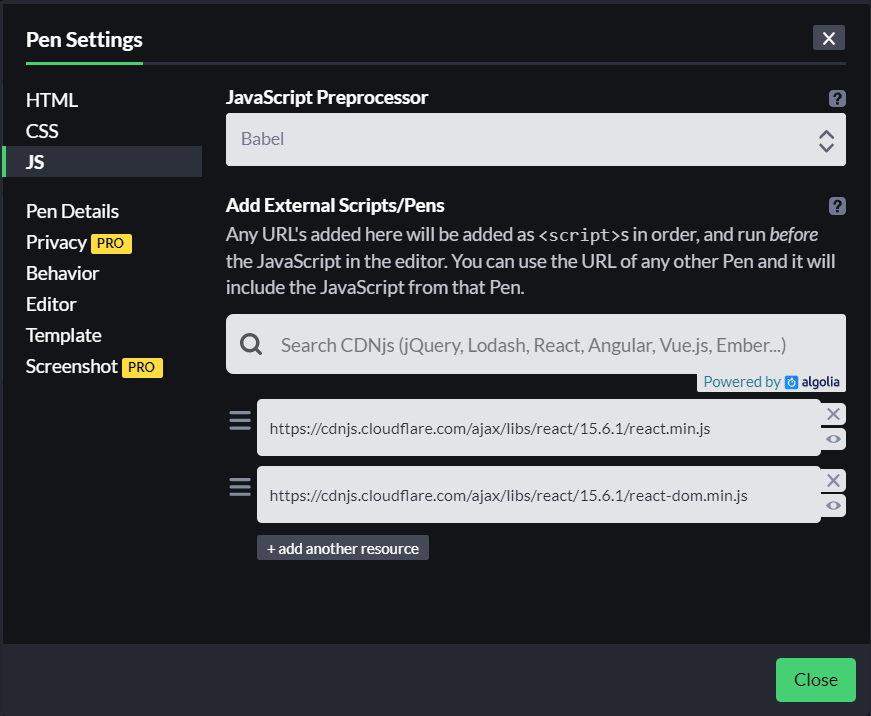 Pen Settings
HTML
CSS
JS
Pen Details
Privacy PRO
Behavior
Editor
Template
Screenshot PRO
JavaScript Preprocessor
?
Babel
Add External Scripts/Pens
?
Any URL's added here will be added as <script>s in order, and run before
the JavaScript in the editor. You can use the URL of any other Pen and it will
include the JavaScript from that Pen.
Search CDNjs (jQuery, Lodash, React, Angular, Vue.js, Ember...)
Powered by algolia
https://cdnjs.cloudflare.com/ajax/libs/react/15.6.1/react.min.js
https://cdnjs.cloudflare.com/ajax/libs/react/15.6.1/react-dom.min.js
+ add another resource
Close